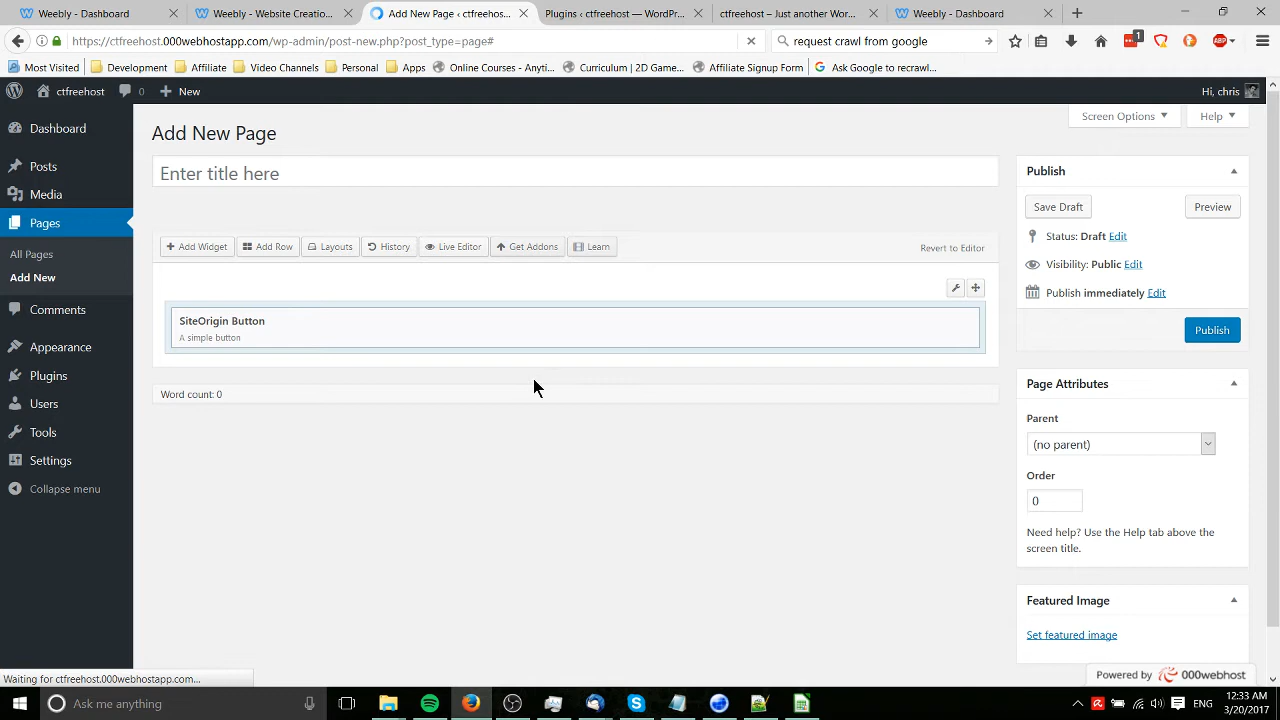 Weebly - Dashboard
Weebly - Website Creatio...
Add New Page ‹ ctfreehos...
Plugins ‹ ctfreehost — WordPr...
ctfreehost – Just another Wor...
Weebly - Dashboard
https://ctfreehost.000webhostapp.com/wp-admin/post-new.php?post_type=page#
request crawl from google
1
ABP
Most Visited
Development
Affiliate
Video Channels
Personal
Apps
Online Courses - Anyti...
Curriculum | 2D Game...
Affiliate Signup Form
Ask Google to recrawl...
ctfreehost
0
New
Hi, chris
Dashboard
Posts
Media
Pages
All Pages
Add New
Comments
Appearance
Plugins
Users
Tools
Settings
Collapse menu
Screen Options
Help
Add New Page
Enter title here
Add Widget
Add Row
Layouts
History
Live Editor
Get Addons
Learn
Revert to Editor
SiteOrigin Button
A simple button
Word count: 0
Publish
Save Draft
Preview
Status: Draft Edit
Visibility: Public Edit
Publish immediately Edit
Publish
Page Attributes
Parent
(no parent)
Order
0
Need help? Use the Help tab above the
screen title.
Featured Image
Set featured image
Powered by 000webhost
Waiting for ctfreehost.000webhostapp.com...
Ask me anything
12:33 AM
3/20/2017